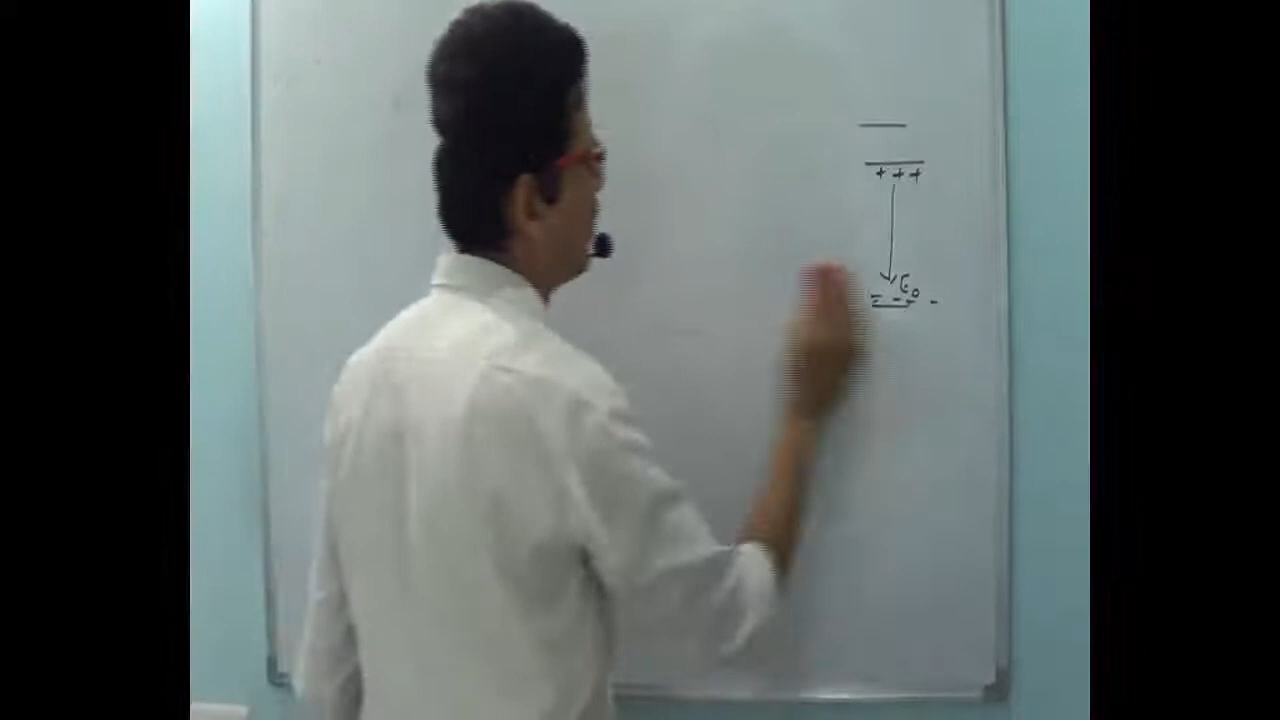 + + +
E₀
- - - -